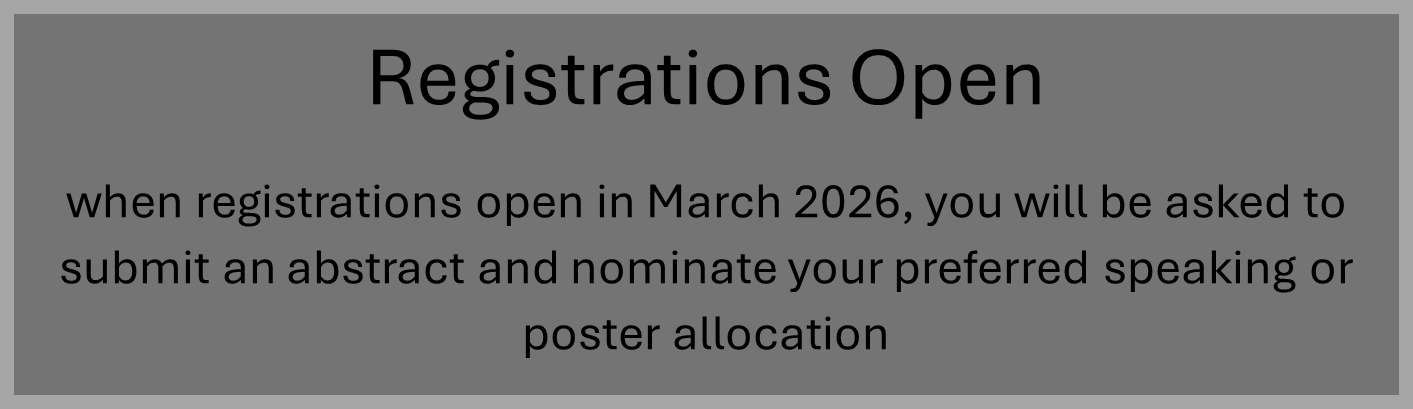 Registrations Open
when registrations open in March 2026, you will be asked to
submit an abstract and nominate your preferred speaking or
poster allocation